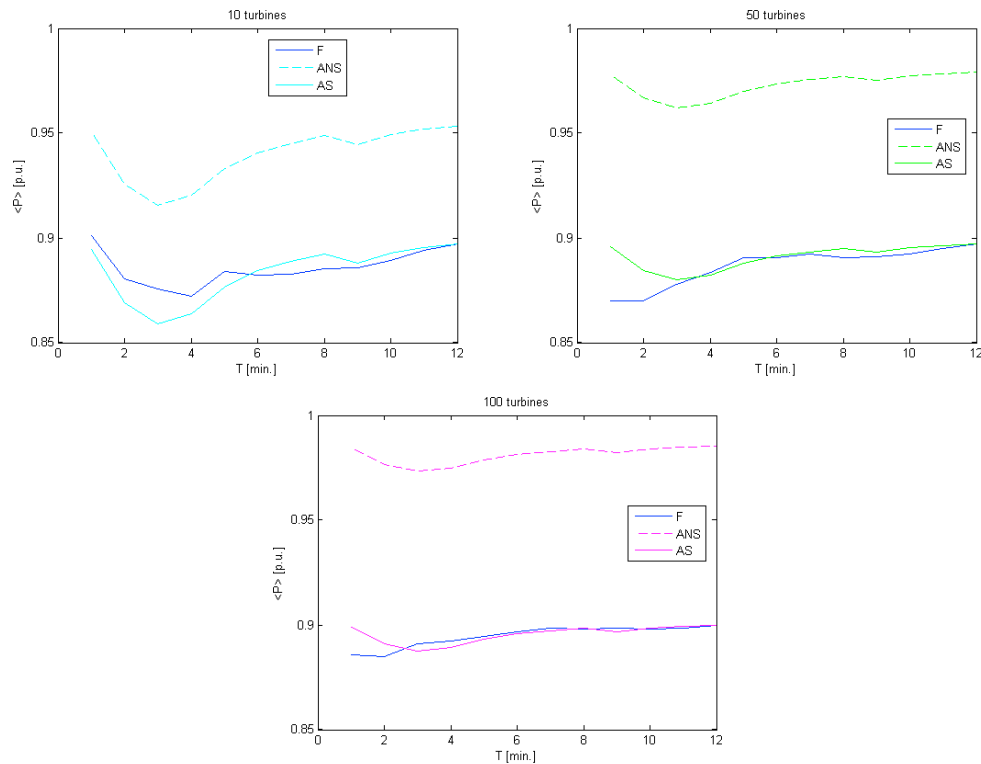 10 turbines
1
0.95
0.9
0.85
<P> [p.u.]
F
ANS
AS
0 2 4 6 8 10 12
T [min.]
50 turbines
1
0.95
0.9
0.85
<P> [p.u.]
F
ANS
AS
0 2 4 6 8 10 12
T [min.]
100 turbines
1
0.95
0.9
0.85
<P> [p.u.]
F
ANS
AS
0 2 4 6 8 10 12
T [min.]